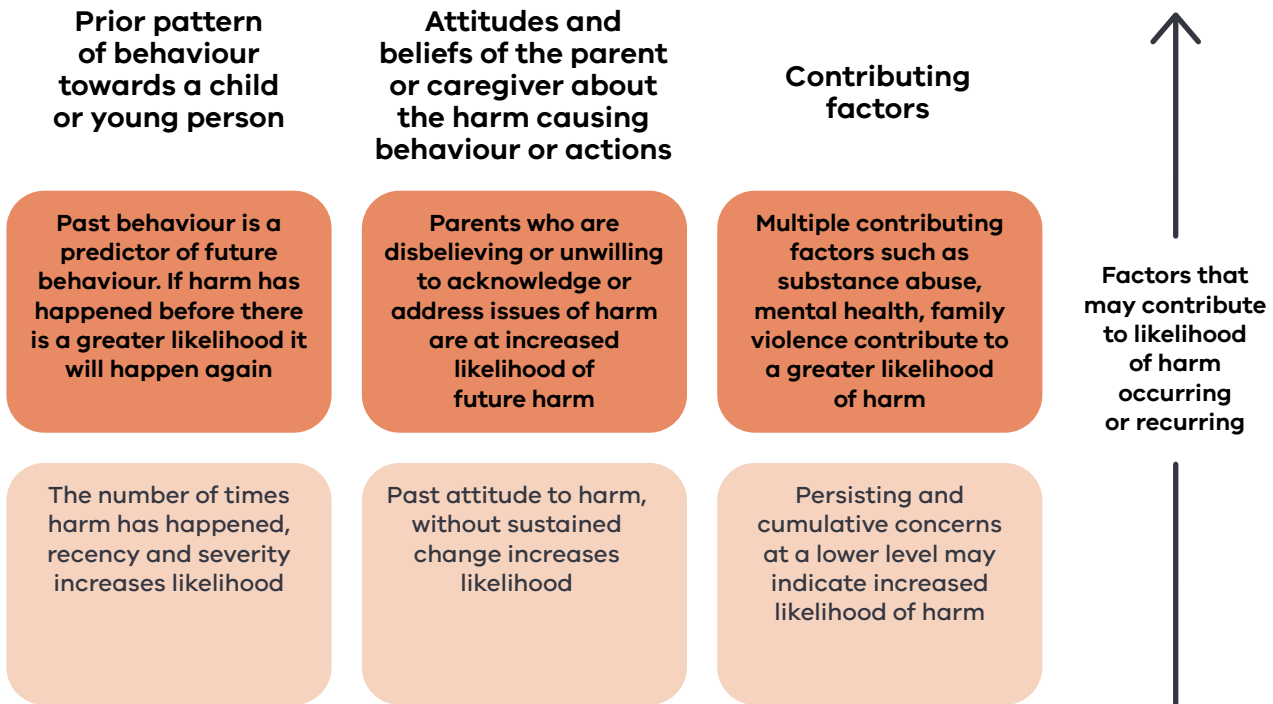 Prior pattern
of behaviour
towards a child
or young person
Attitudes and
beliefs of the parent
or caregiver about
the harm causing
behaviour or actions
Contributing
factors
Past behaviour is a
predictor of future
behaviour. If harm has
happened before there
is a greater likelihood it
will happen again
Parents who are
disbelieving or unwilling
to acknowledge or
address issues of harm
are at increased
likelihood of
future harm
Multiple contributing
factors such as
substance abuse,
mental health, family
violence contribute to
a greater likelihood
of harm
Factors that
may contribute
to likelihood
of harm
occurring
or recurring
The number of times
harm has happened,
recency and severity
increases likelihood
Past attitude to harm,
without sustained
change increases
likelihood
Persisting and
cumulative concerns
at a lower level may
indicate increased
likelihood of harm